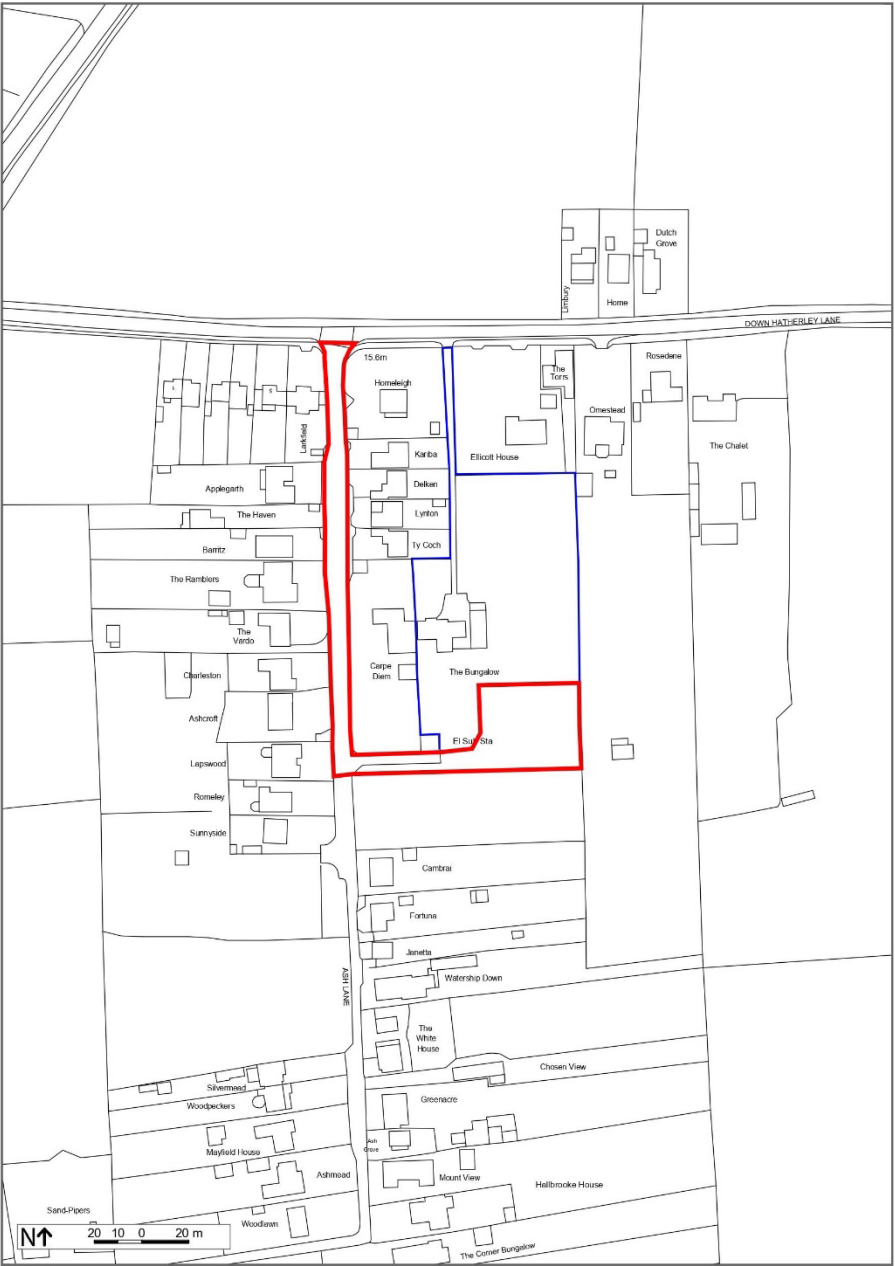 Dutch
Grove
Limbury
Home
DOWN HATHERLEY LANE
15.6m
Rosedene
The
Torrs
Homeleigh
5
Omestead
Larkfield
The Chalet
Kariba
Ellicott House
Applegarth
Delken
The Haven
Lynton
Barritz
Ty Coch
The Ramblers
The
Vardo
Carpe
Diem
The Bungalow
Charleston
Ashcroft
El Sub Sta
Lapswood
Romeley
Sunnyside
Cambrai
Fortuna
Janetta
ASH LANE
Watership Down
The
White
House
Chosen View
Silvermead
Woodpeckers
Greenacre
Ash
Grove
Mayfield House
Ashmead
Mount View
Hallbrooke House
Sand-Pipers
Woodlawn
The Corner Bungalow
N
20 10 0 20 m